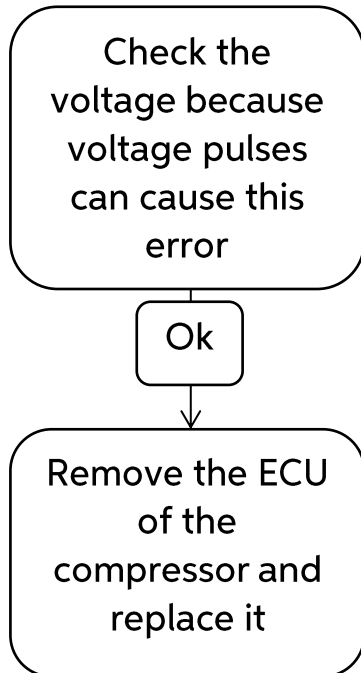 Check the
voltage because
voltage pulses
can cause this
error
Ok
Remove the ECU
of the
compressor and
replace it